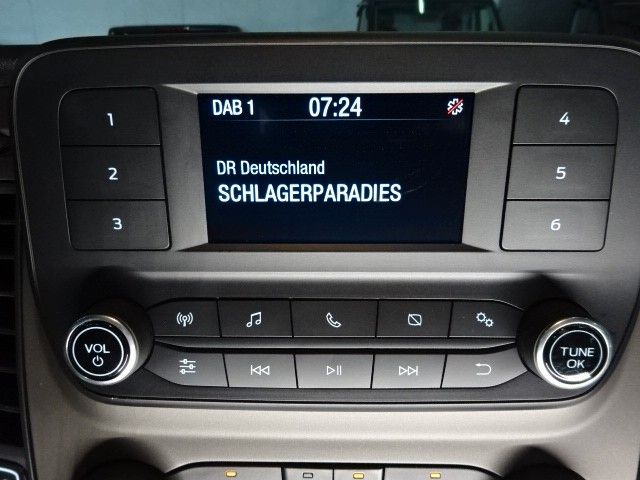 DAB 1 07:24
DR Deutschland
SCHLAGERPARADIES
1
2
3
4
5
6
VOL
TUNE
OK